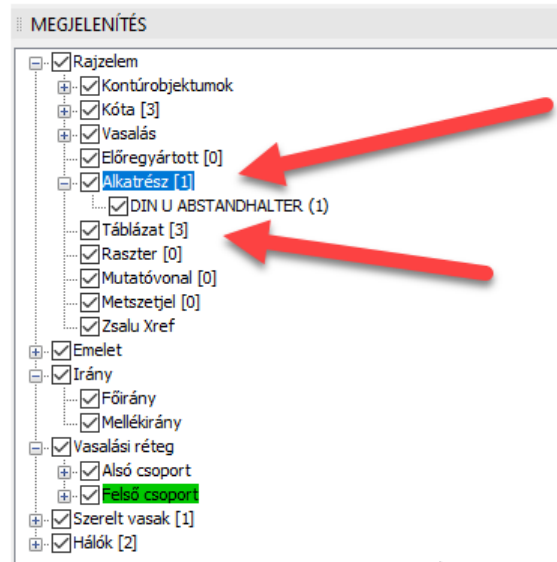 MEGJELENÍTÉS
Rajzelem
Kontúrobjektumok
Kóta [3]
Vasalás
Előregyártott [0]
Alkatrész [1]
DIN U ABSTANDHALTER (1)
Táblázat [3]
Raszter [0]
Mutatóvonal [0]
Metszetjel [0]
Zsalu Xref
Emelet
Irány
Főirány
Mellékirány
Vasalási réteg
Alsó csoport
Felső csoport
Szerelt vasak [1]
Hálók [2]